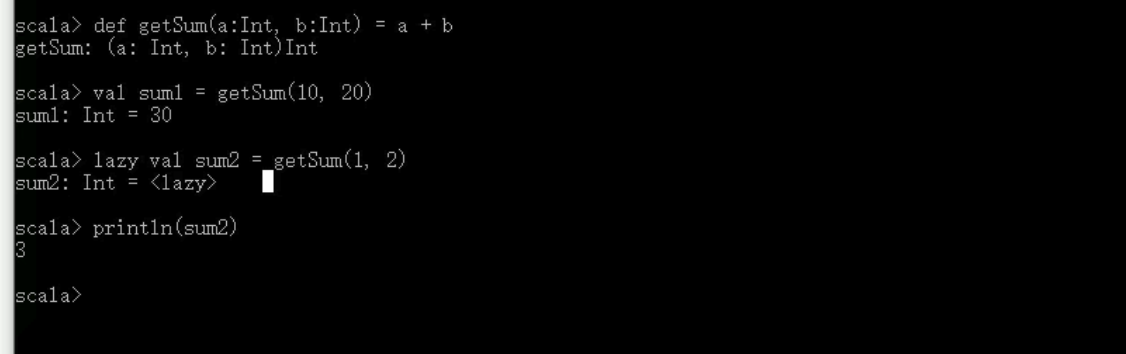 scala> def getSum(a:Int, b:Int) = a + b
getSum: (a: Int, b: Int)Int
scala> val sum1 = getSum(10, 20)
sum1: Int = 30
scala> lazy val sum2 = getSum(1, 2)
sum2: Int = <lazy>
scala> println(sum2)
3
scala>